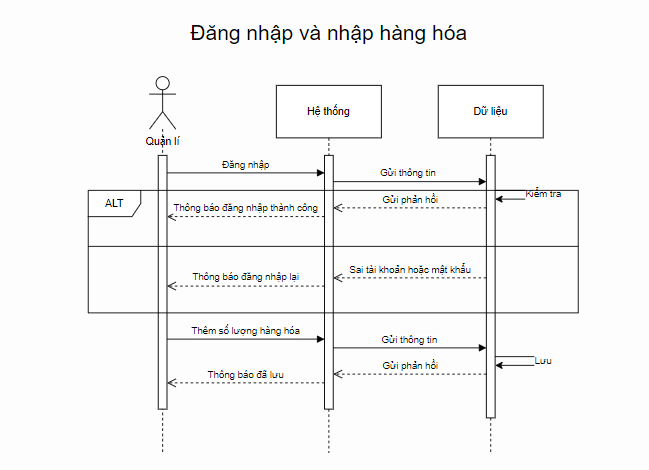 Đăng nhập và nhập hàng hóa
Quản lí
Hệ thống
Dữ liệu
Đăng nhập
Gửi thông tin
Kiểm tra
ALT
Gửi phản hồi
Thông báo đăng nhập thành công
Sai tài khoản hoặc mật khẩu
Thông báo đăng nhập lại
Thêm số lượng hàng hóa
Gửi thông tin
Lưu
Gửi phản hồi
Thông báo đã lưu